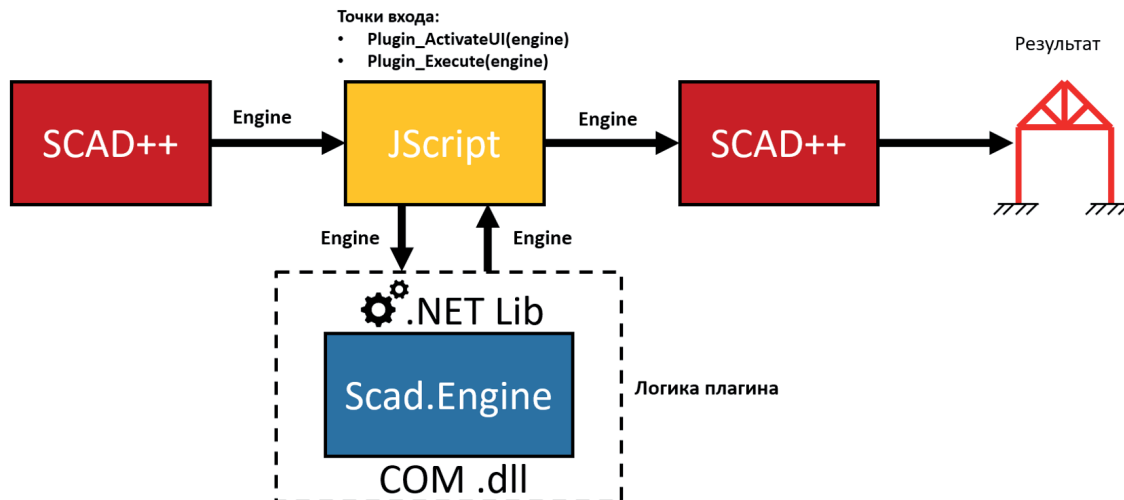 Точки входа:
• Plugin_ActivateUI(engine)
• Plugin_Execute(engine)
Результат
SCAD++
Engine
JScript
Engine
SCAD++
Engine
Engine
.NET Lib
Scad.Engine
Логика плагина
COM .dll